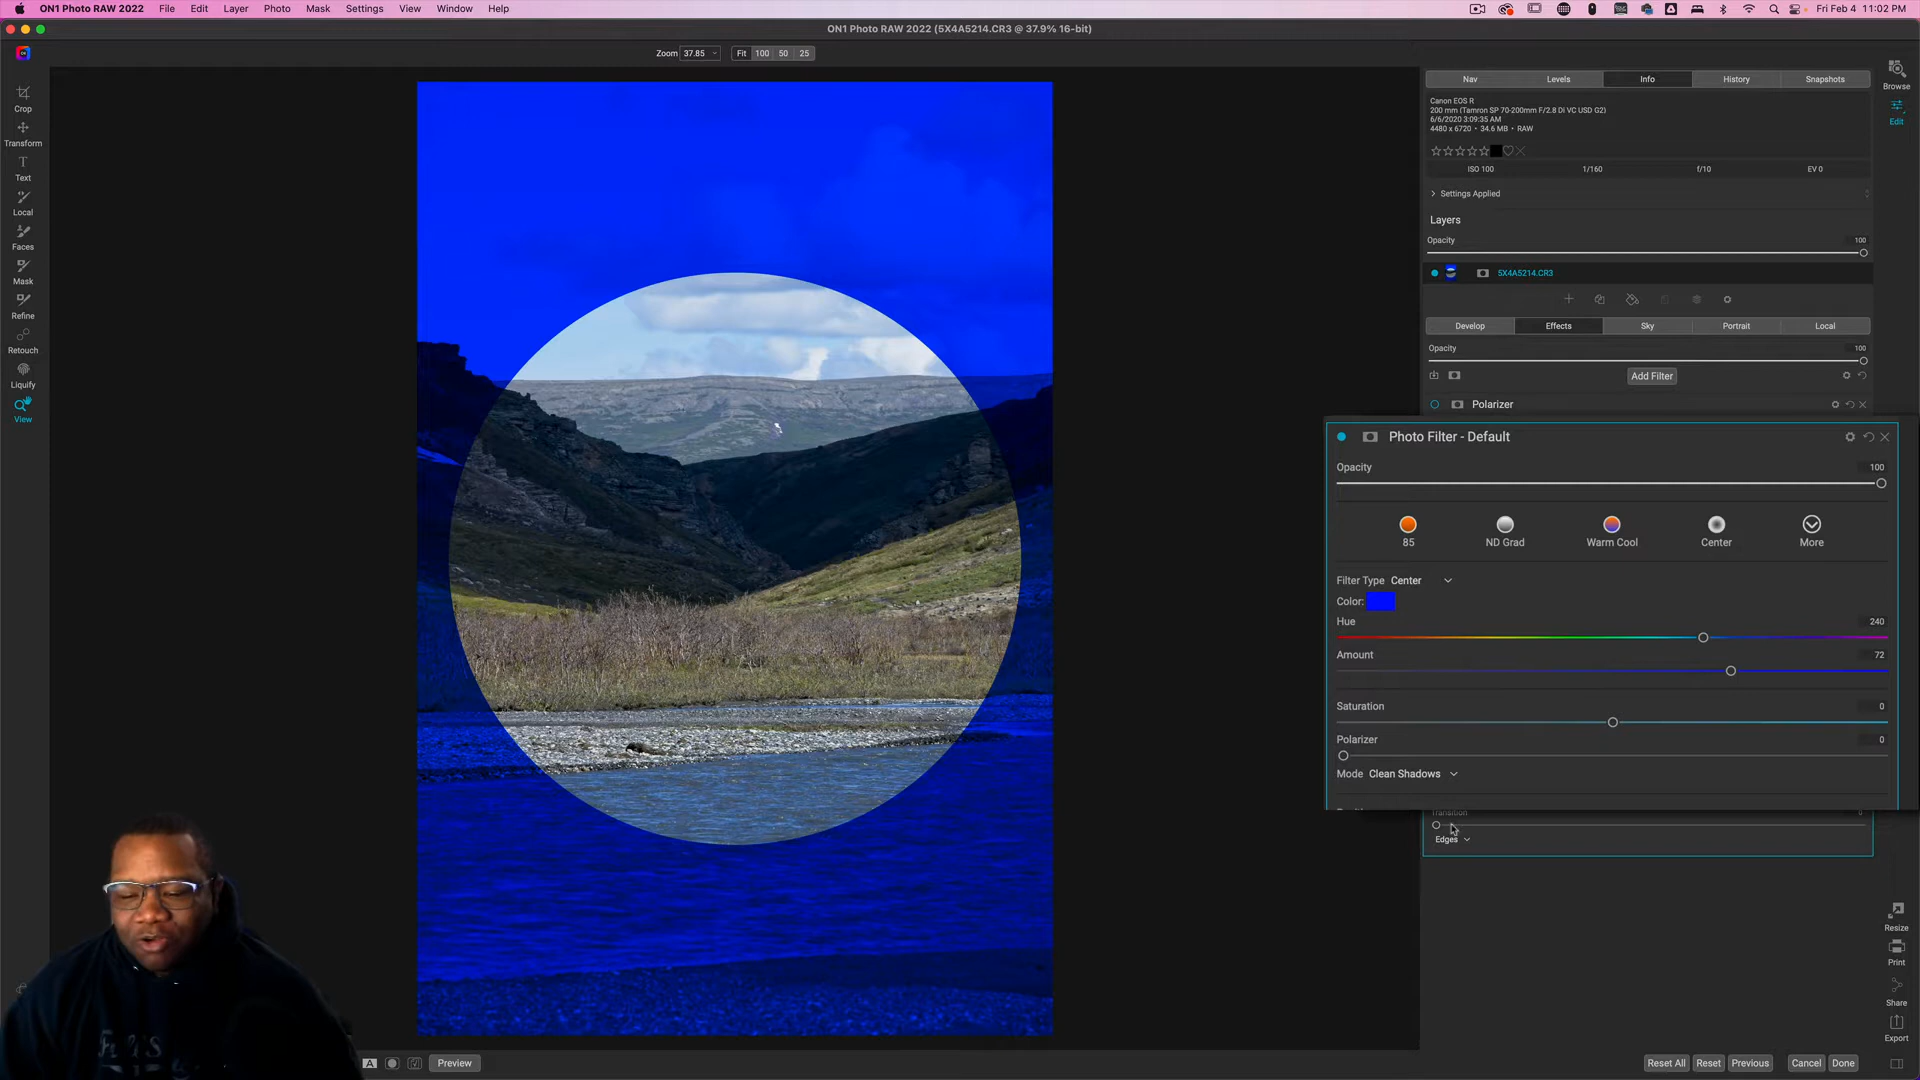 ON1 Photo RAW 2022 File Edit Layer Photo Mask Settings View Window Help Fri Feb 4 11:02 PM
ON1 Photo RAW 2022 (5X4A5214.CR3 @ 37.9% 16-bit)
Zoom 37.85 Fit 100 50 25
Crop
Transform
Text
Local
Faces
Mask
Refine
Retouch
Liquify
View
Nav Levels Info History Snapshots
Canon EOS R
200 mm (Tamron SP 70-200mm F/2.8 Di VC USD G2)
6/6/2020 3:09:35 AM
4480 x 6720 • 34.6 MB • RAW
ISO 100 1/160 f/10 EV 0
Settings Applied
Layers
Opacity 100
5X4A5214.CR3
Develop Effects Sky Portrait Local
Opacity 100
Add Filter
Polarizer
Photo Filter - Default
Opacity 100
85 ND Grad Warm Cool Center More
Filter Type Center
Color:
Hue 240
Amount 72
Saturation 0
Polarizer 0
Mode Clean Shadows
Transition 0
Edges
Browse
Edit
Resize
Print
Share
Export
A Preview Reset All Reset Previous Cancel Done